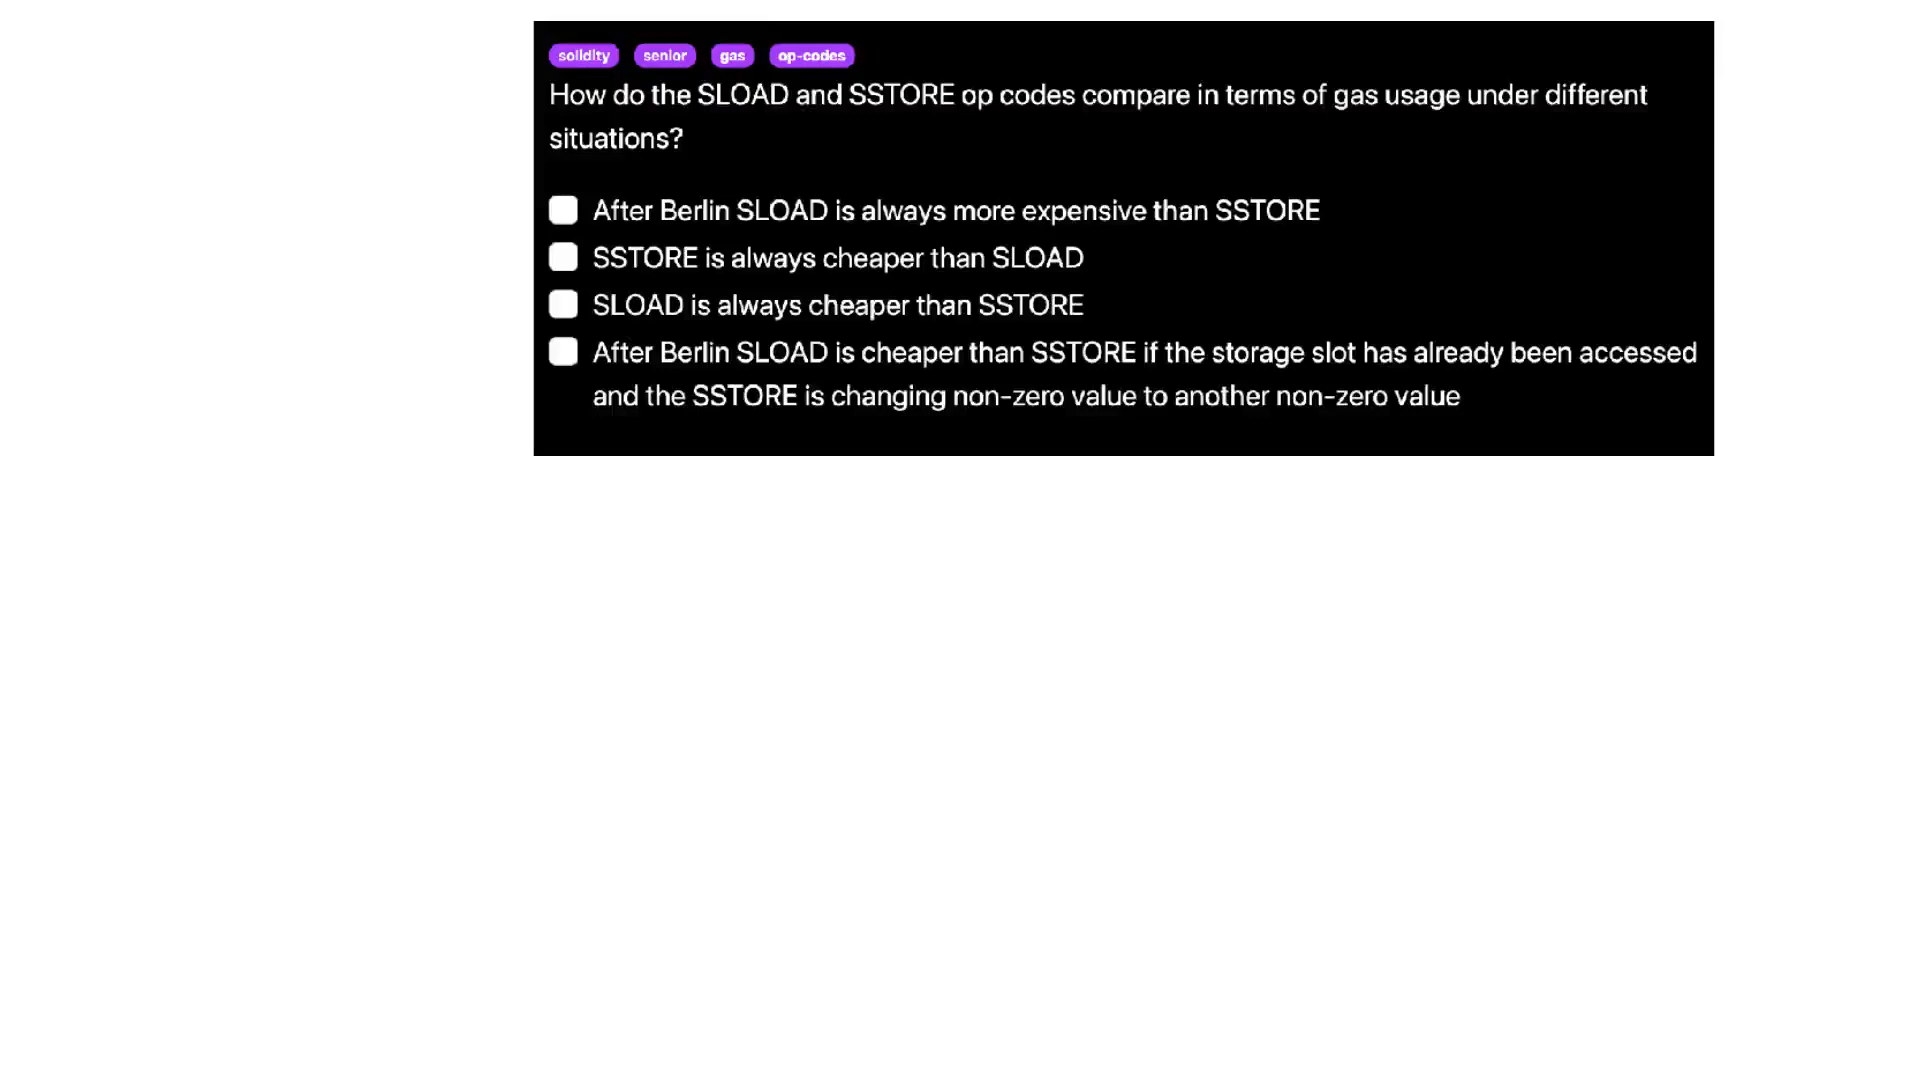 solidity senior gas op-codes
How do the SLOAD and SSTORE op codes compare in terms of gas usage under different
situations?
After Berlin SLOAD is always more expensive than SSTORE
SSTORE is always cheaper than SLOAD
SLOAD is always cheaper than SSTORE
After Berlin SLOAD is cheaper than SSTORE if the storage slot has already been accessed
and the SSTORE is changing non-zero value to another non-zero value